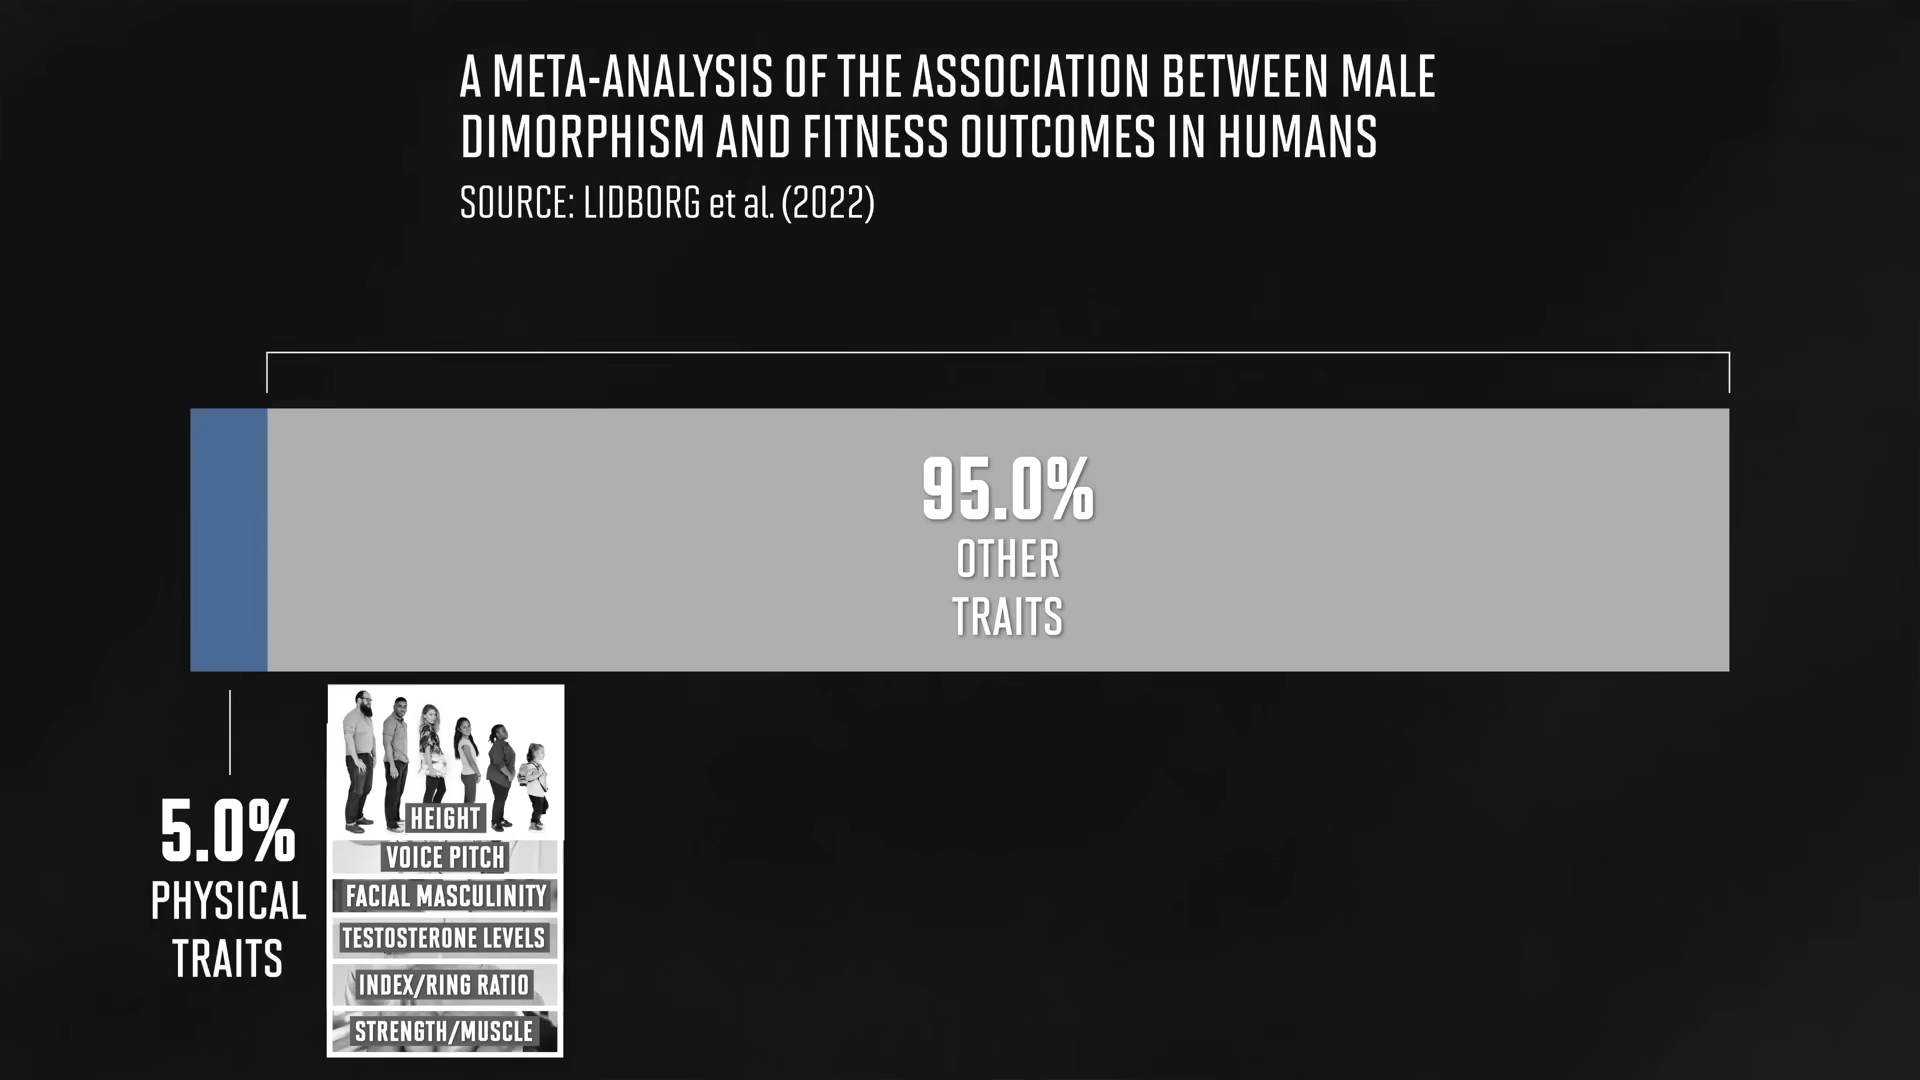 A META-ANALYSIS OF THE ASSOCIATION BETWEEN MALE
DIMORPHISM AND FITNESS OUTCOMES IN HUMANS
SOURCE: LIDBORG et al. (2022)
95.0%
OTHER
TRAITS
5.0%
PHYSICAL
TRAITS
HEIGHT
VOICE PITCH
FACIAL MASCULINITY
TESTOSTERONE LEVELS
INDEX/RING RATIO
STRENGTH/MUSCLE